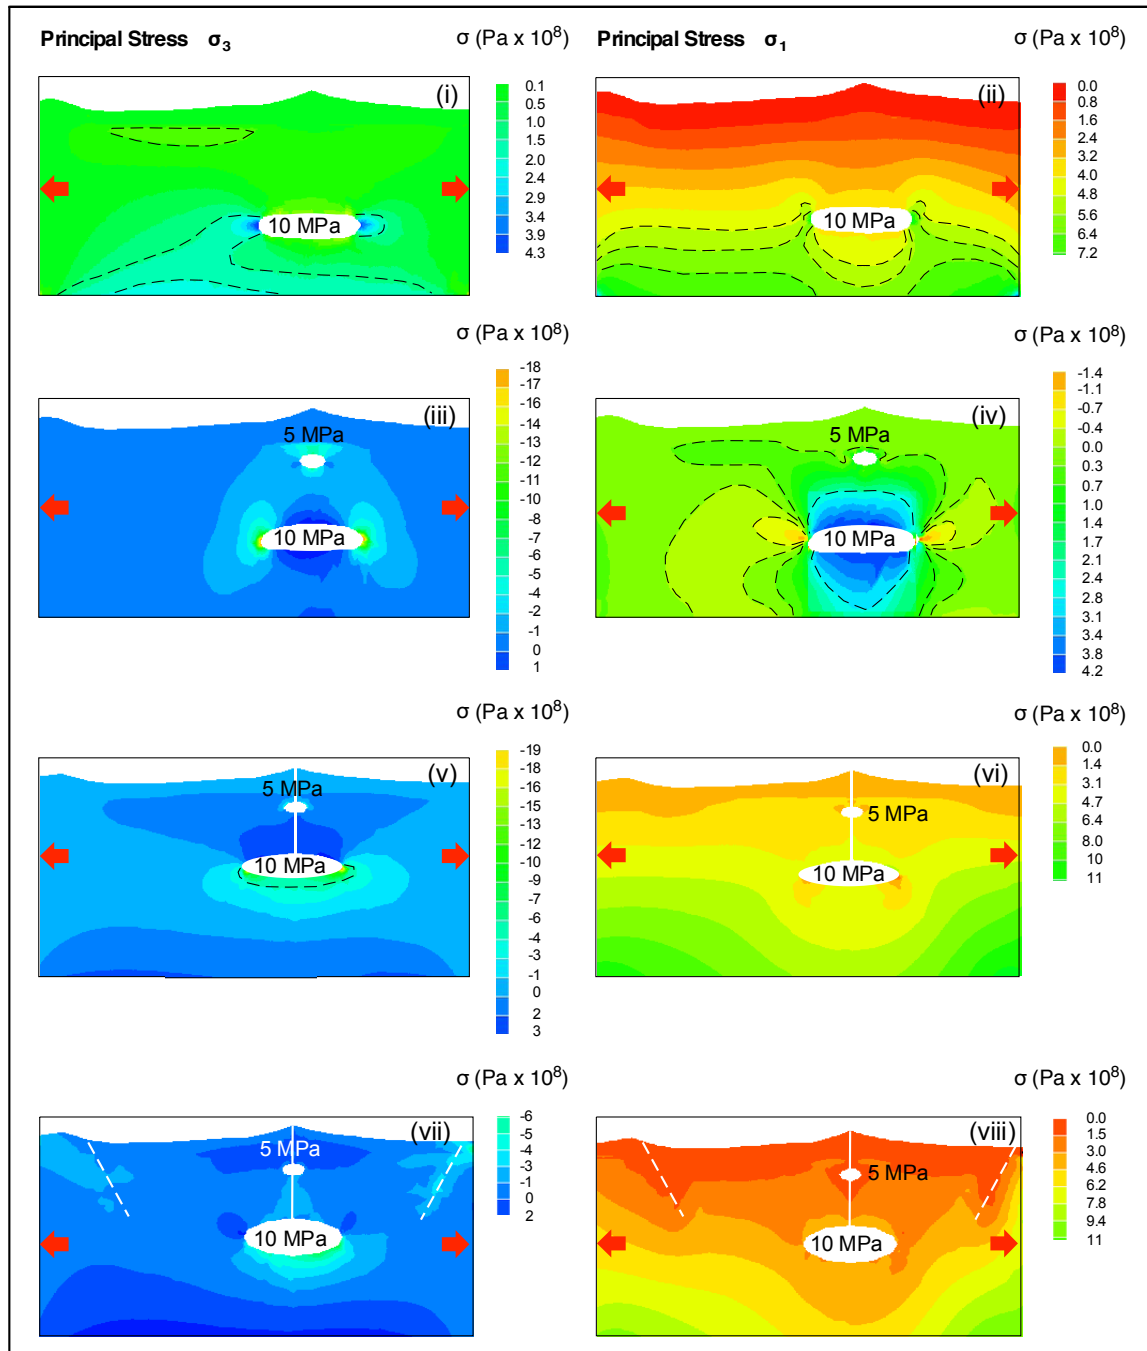 Principal Stress σ3
σ (Pa x 10^8)
Principal Stress σ1
σ (Pa x 10^8)
(i)
10 MPa
0.1
0.5
1.0
1.5
2.0
2.4
2.9
3.4
3.9
4.3
(ii)
10 MPa
0.0
0.8
1.6
2.4
3.2
4.0
4.8
5.6
6.4
7.2
σ (Pa x 10^8)
σ (Pa x 10^8)
(iii)
5 MPa
10 MPa
-18
-17
-16
-14
-13
-12
-11
-10
-8
-7
-6
-5
-4
-2
-1
0
1
(iv)
5 MPa
10 MPa
-1.4
-1.1
-0.7
-0.4
0.0
0.3
0.7
1.0
1.4
1.7
2.1
2.4
2.8
3.1
3.4
3.8
4.2
σ (Pa x 10^8)
σ (Pa x 10^8)
(v)
5 MPa
10 MPa
-19
-18
-16
-15
-13
-12
-10
-9
-7
-6
-4
-3
-1
0
2
3
(vi)
5 MPa
10 MPa
0.0
1.4
3.1
4.7
6.4
8.0
10
11
σ (Pa x 10^8)
σ (Pa x 10^8)
(vii)
5 MPa
10 MPa
-6
-5
-4
-3
-1
0
2
(viii)
5 MPa
10 MPa
0.0
1.5
3.0
4.6
6.2
7.8
9.4
11